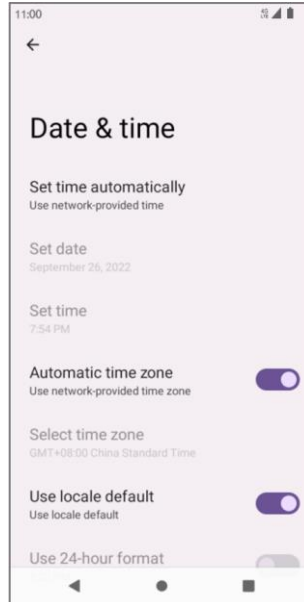 11:00
4G
Date & time
Set time automatically
Use network-provided time
Set date
September 26, 2022
Set time
7:54 PM
Automatic time zone
Use network-provided time zone
Select time zone
GMT+08:00 China Standard Time
Use locale default
Use locale default
Use 24-hour format